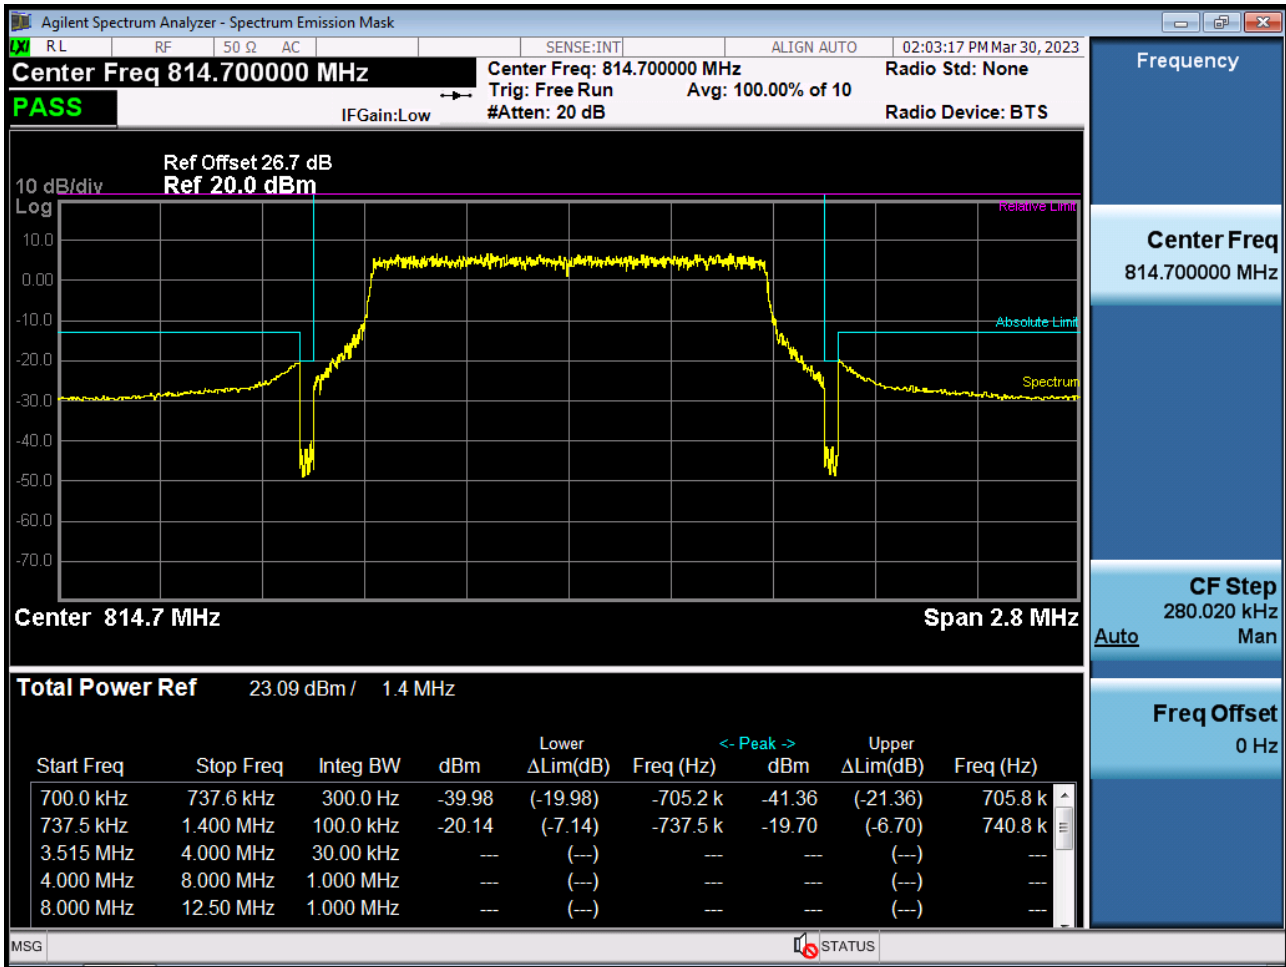 Agilent Spectrum Analyzer - Spectrum Emission Mask
LXI RL RF 50 Ω AC SENSE:INT ALIGN AUTO 02:03:17 PM Mar 30, 2023
Center Freq 814.700000 MHz
Center Freq: 814.700000 MHz
Radio Std: None
Trig: Free Run Avg: 100.00% of 10
PASS
IFGain:Low
#Atten: 20 dB
Radio Device: BTS
Ref Offset 26.7 dB
10 dB/div Ref 20.0 dBm
Log
Relative Limit
10.0
0.00
-10.0
Absolute Limit
-20.0
Spectrum
-30.0
-40.0
-50.0
-60.0
-70.0
Center 814.7 MHz Span 2.8 MHz
Total Power Ref 23.09 dBm / 1.4 MHz
Lower <- Peak -> Upper
Start Freq Stop Freq Integ BW dBm ΔLim(dB) Freq (Hz) dBm ΔLim(dB) Freq (Hz)
700.0 kHz 737.6 kHz 300.0 Hz -39.98 (-19.98) -705.2 k -41.36 (-21.36) 705.8 k
737.5 kHz 1.400 MHz 100.0 kHz -20.14 (-7.14) -737.5 k -19.70 (-6.70) 740.8 k
3.515 MHz 4.000 MHz 30.00 kHz --- (---) --- --- (---) ---
4.000 MHz 8.000 MHz 1.000 MHz --- (---) --- --- (---) ---
8.000 MHz 12.50 MHz 1.000 MHz --- (---) --- --- (---) ---
MSG STATUS
Frequency
Center Freq
814.700000 MHz
CF Step
280.020 kHz
Auto Man
Freq Offset
0 Hz